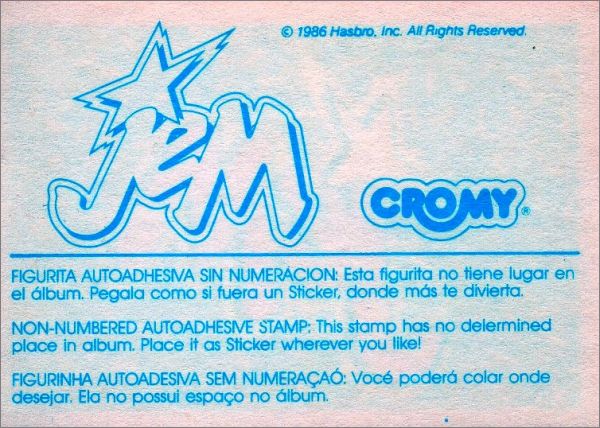 © 1986 Hasbro, Inc. All Rights Reserved.
JEM
CROMY®
FIGURITA AUTOADHESIVA SIN NUMERACION: Esta figurita no tiene lugar en
el álbum. Pegala como si fuera un Sticker, donde más te divierta.
NON-NUMBERED AUTOADHESIVE STAMP: This stamp has no delermined
place in album. Place it as Sticker wherever you like!
FIGURINHA AUTOADESIVA SEM NUMERAÇAÓ: Vocé poderá colar onde
desejar. Ela no possui espaço no álbum.